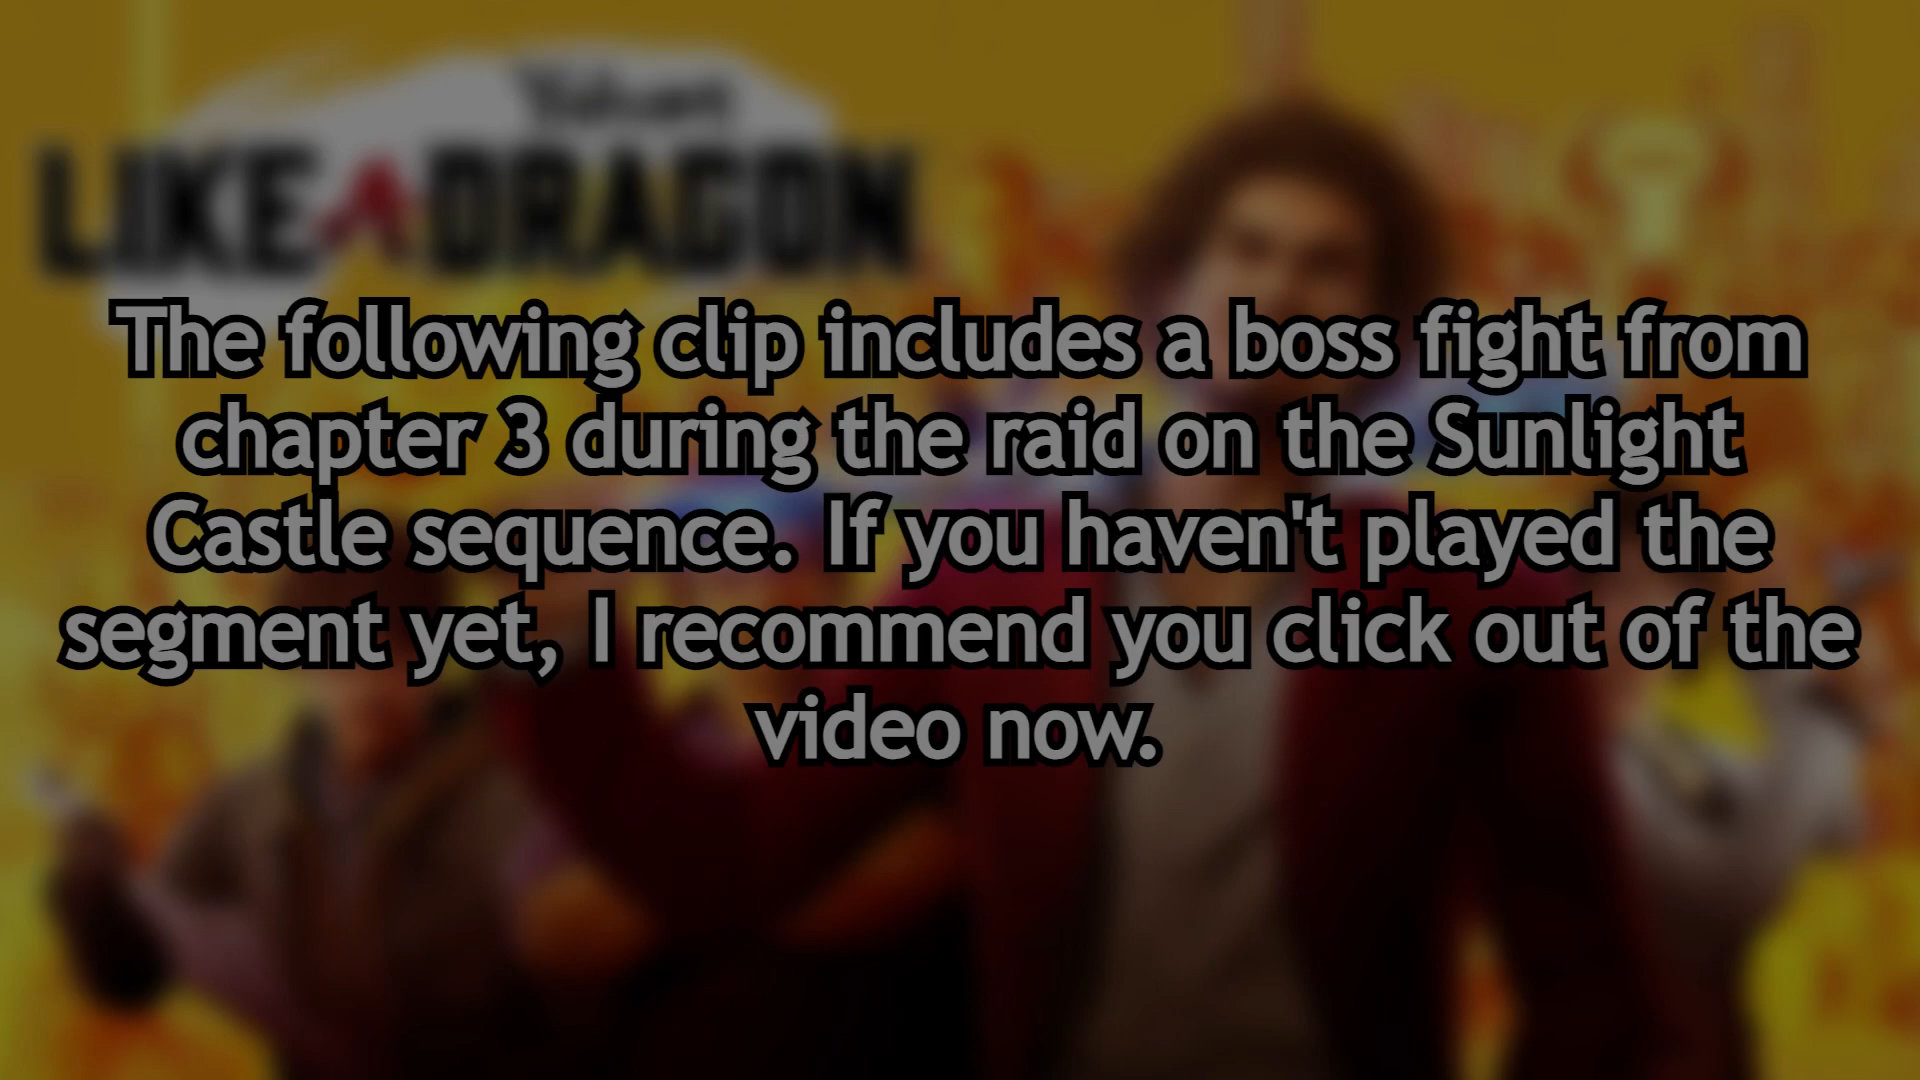 Yakuza
LIKE A DRAGON
The following clip includes a boss fight from
chapter 3 during the raid on the Sunlight
Castle sequence. If you haven't played the
segment yet, I recommend you click out of the
video now.